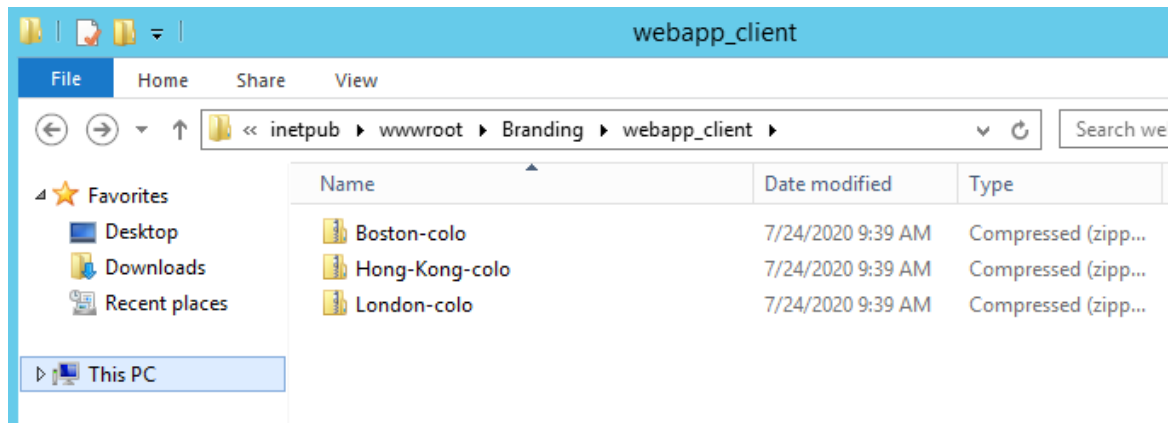 webapp_client
File Home Share View
« inetpub ▸ wwwroot ▸ Branding ▸ webapp_client ▸ Search we
Name Date modified Type
Favorites
Desktop
Downloads
Recent places
This PC
Boston-colo 7/24/2020 9:39 AM Compressed (zipp...
Hong-Kong-colo 7/24/2020 9:39 AM Compressed (zipp...
London-colo 7/24/2020 9:39 AM Compressed (zipp...